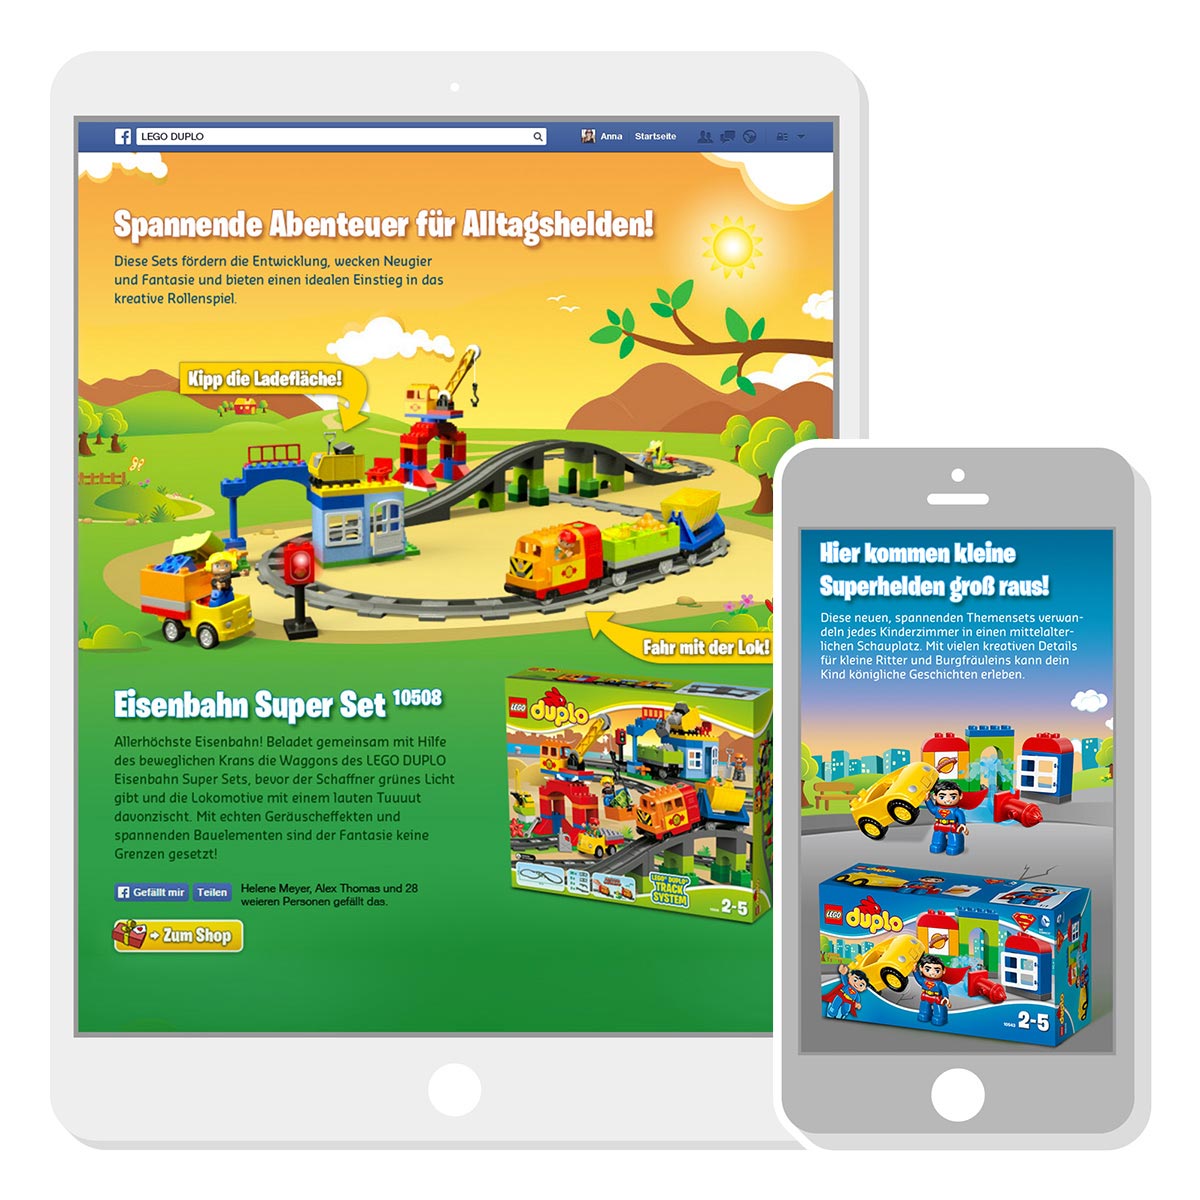 LEGO DUPLO
Anna
Startseite
Spannende Abenteuer für Alltagshelden!
Diese Sets fördern die Entwicklung, wecken Neugier
und Fantasie und bieten einen idealen Einstieg in das
kreative Rollenspiel.
Kipp die Ladefläche!
Fahr mit der Lok!
Eisenbahn Super Set 10508
Allerhöchste Eisenbahn! Beladet gemeinsam mit Hilfe
des beweglichen Krans die Waggons des LEGO DUPLO
Eisenbahn Super Sets, bevor der Schaffner grünes Licht
gibt und die Lokomotive mit einem lauten Tuuuut
davonzischt. Mit echten Geräuscheffekten und
spannenden Bauelementen sind der Fantasie keine
Grenzen gesetzt!
Gefällt mir
Teilen
Helene Meyer, Alex Thomas und 28
weieren Personen gefällt das.
Zum Shop
LEGO duplo
LEGO DUPLO
TRACK
SYSTEM
2-5
Hier kommen kleine
Superhelden groß raus!
Diese neuen, spannenden Themensets verwan-
deln jedes Kinderzimmer in einen mittelalter-
lichen Schauplatz. Mit vielen kreativen Details
für kleine Ritter und Burgfräuleins kann dein
Kind königliche Geschichten erleben.
LEGO duplo
10543
2-5